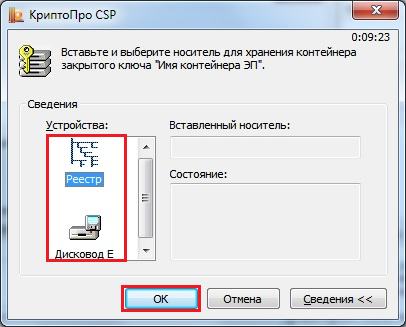 КриптоПро CSP
0:09:23
Вставьте и выберите носитель для хранения контейнера
закрытого ключа "Имя контейнера ЭП".
Сведения
Устройства:
Реестр
Дисковод E
Вставленный носитель:
Состояние:
ОК
Отмена
Сведения <<